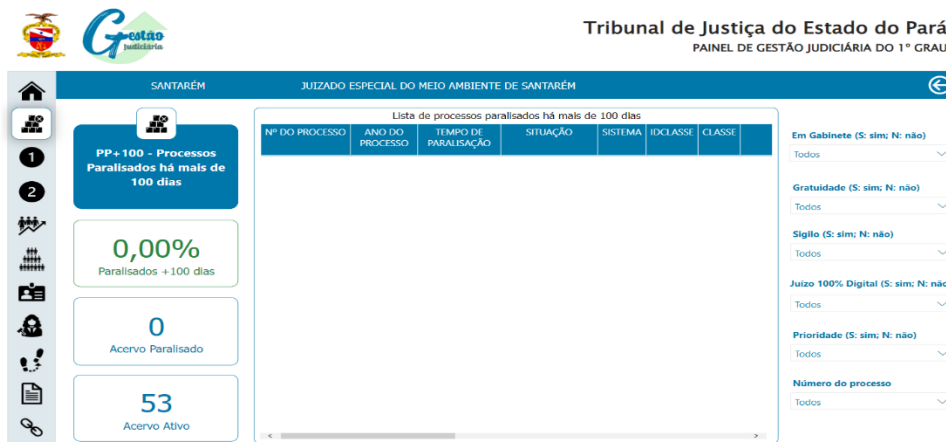 Gestão
Judiciária
Tribunal de Justiça do Estado do Pará
PAINEL DE GESTÃO JUDICIÁRIA DO 1º GRAU
SANTARÉM
JUIZADO ESPECIAL DO MEIO AMBIENTE DE SANTARÉM
PP+100 - Processos
Paralisados há mais de
100 dias
0,00%
Paralisados +100 dias
0
Acervo Paralisado
53
Acervo Ativo
1
2
Lista de processos paralisados há mais de 100 dias
Nº DO PROCESSO ANO DO PROCESSO TEMPO DE PARALISAÇÃO SITUAÇÃO SISTEMA IDCLASSE CLASSE
Em Gabinete (S: sim; N: não)
Todos
Gratuidade (S: sim; N: não)
Todos
Sigilo (S: sim; N: não)
Todos
Juízo 100% Digital (S: sim; N: não
Todos
Prioridade (S: sim; N: não)
Todos
Número do processo
Todos